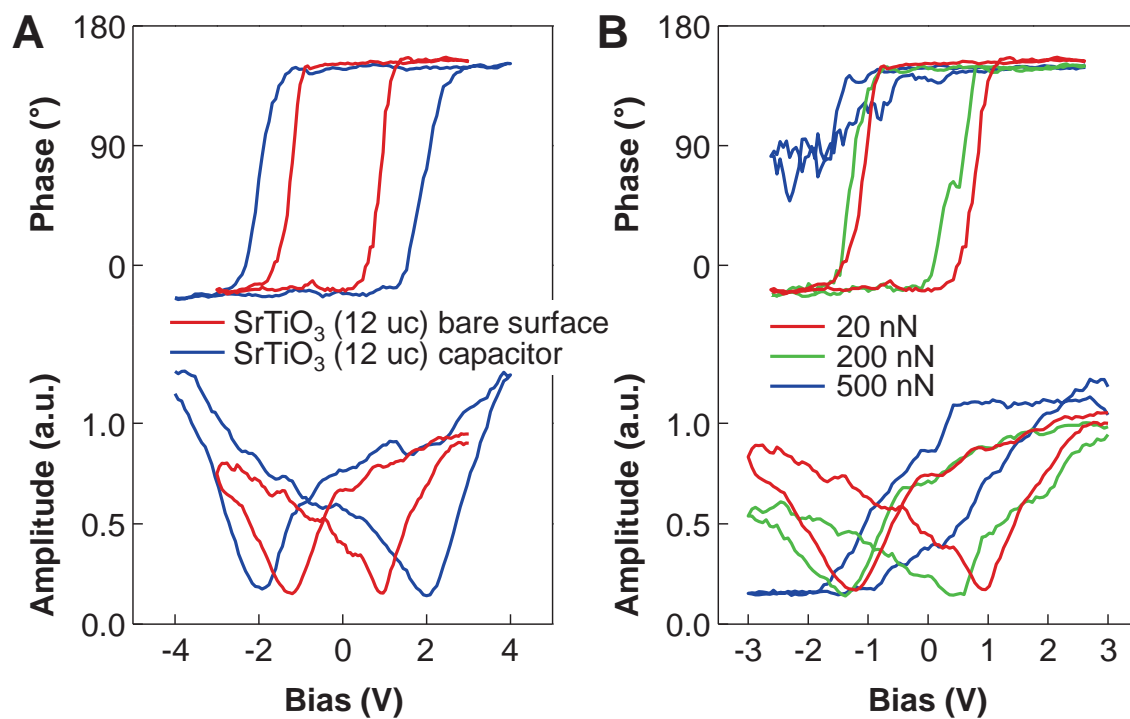 A
180
90
0
Phase (°)
SrTiO3 (12 uc) bare surface
SrTiO3 (12 uc) capacitor
1.0
0.5
0.0
Amplitude (a.u.)
-4 -2 0 2 4
Bias (V)
B
180
90
0
Phase (°)
20 nN
200 nN
500 nN
1.0
0.5
0.0
Amplitude (a.u.)
-3 -2 -1 0 1 2 3
Bias (V)